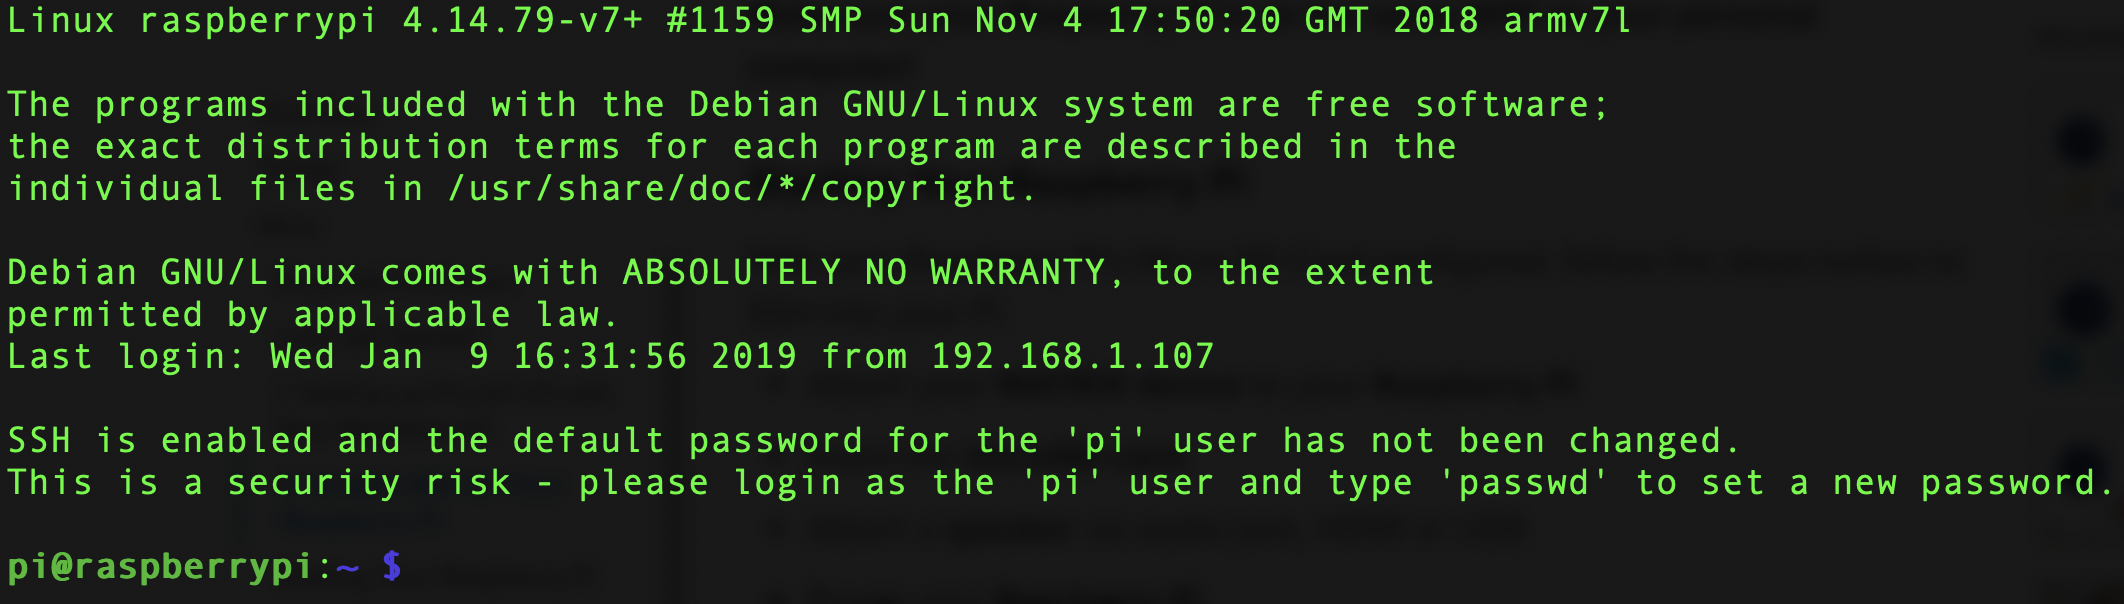 Linux raspberrypi 4.14.79-v7+ #1159 SMP Sun Nov 4 17:50:20 GMT 2018 armv7l
The programs included with the Debian GNU/Linux system are free software;
the exact distribution terms for each program are described in the
individual files in /usr/share/doc/*/copyright.
Debian GNU/Linux comes with ABSOLUTELY NO WARRANTY, to the extent
permitted by applicable law.
Last login: Wed Jan  9 16:31:56 2019 from 192.168.1.107
SSH is enabled and the default password for the 'pi' user has not been changed.
This is a security risk - please login as the 'pi' user and type 'passwd' to set a new password.
pi@raspberrypi:~ $